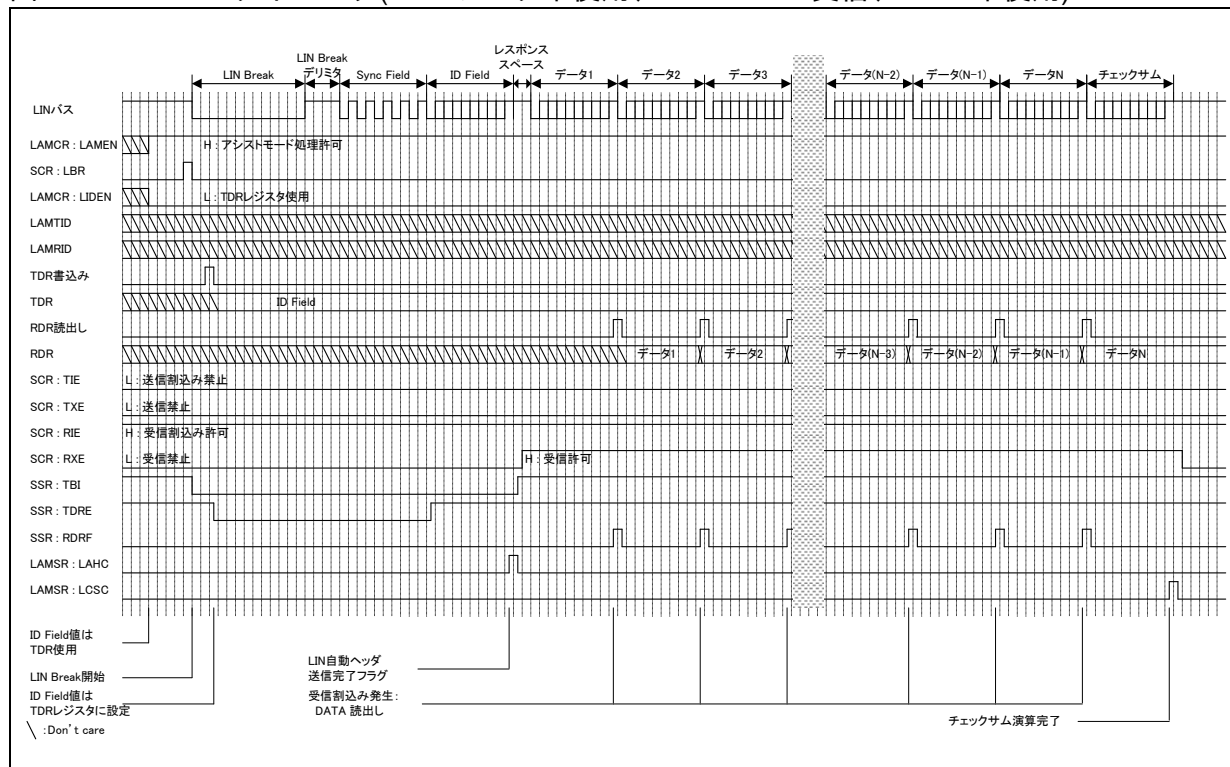 レスポンス
スペース
LIN Break
デリミタ
LIN Break
Sync Field
ID Field
データ1
データ2
データ3
データ(N-2)
データ(N-1)
データN
チェックサム
LINバス
LAMCR : LAMEN
H : アシストモード処理許可
SCR : LBR
LAMCR : LIDEN
L : TDRレジスタ使用
LAMTID
LAMRID
TDR書込み
TDR
ID Field
RDR読出し
RDR
データ1
データ2
データ(N-3)
データ(N-2)
データ(N-1)
データN
SCR : TIE
L : 送信割込み禁止
SCR : TXE
L : 送信禁止
SCR : RIE
H : 受信割込み許可
SCR : RXE
L : 受信禁止
H : 受信許可
SSR : TBI
SSR : TDRE
SSR : RDRF
LAMSR : LAHC
LAMSR : LCSC
ID Field値は
TDR使用
LIN Break開始
ID Field値は
TDRレジスタに設定
\ :Don't care
LIN自動ヘッダ
送信完了フラグ
受信割込み発生:
DATA 読出し
チェックサム演算完了